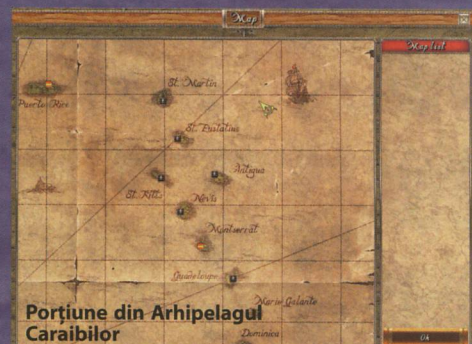 Map
Map list
St. Martin
Puerto Rico
St. Eustatius
Antigua
St. Kitts
Nevis
Montserrat
Guadeloupe
Marie Galante
Porțiune din Arhipelagul
Caraibilor
Dominica
04